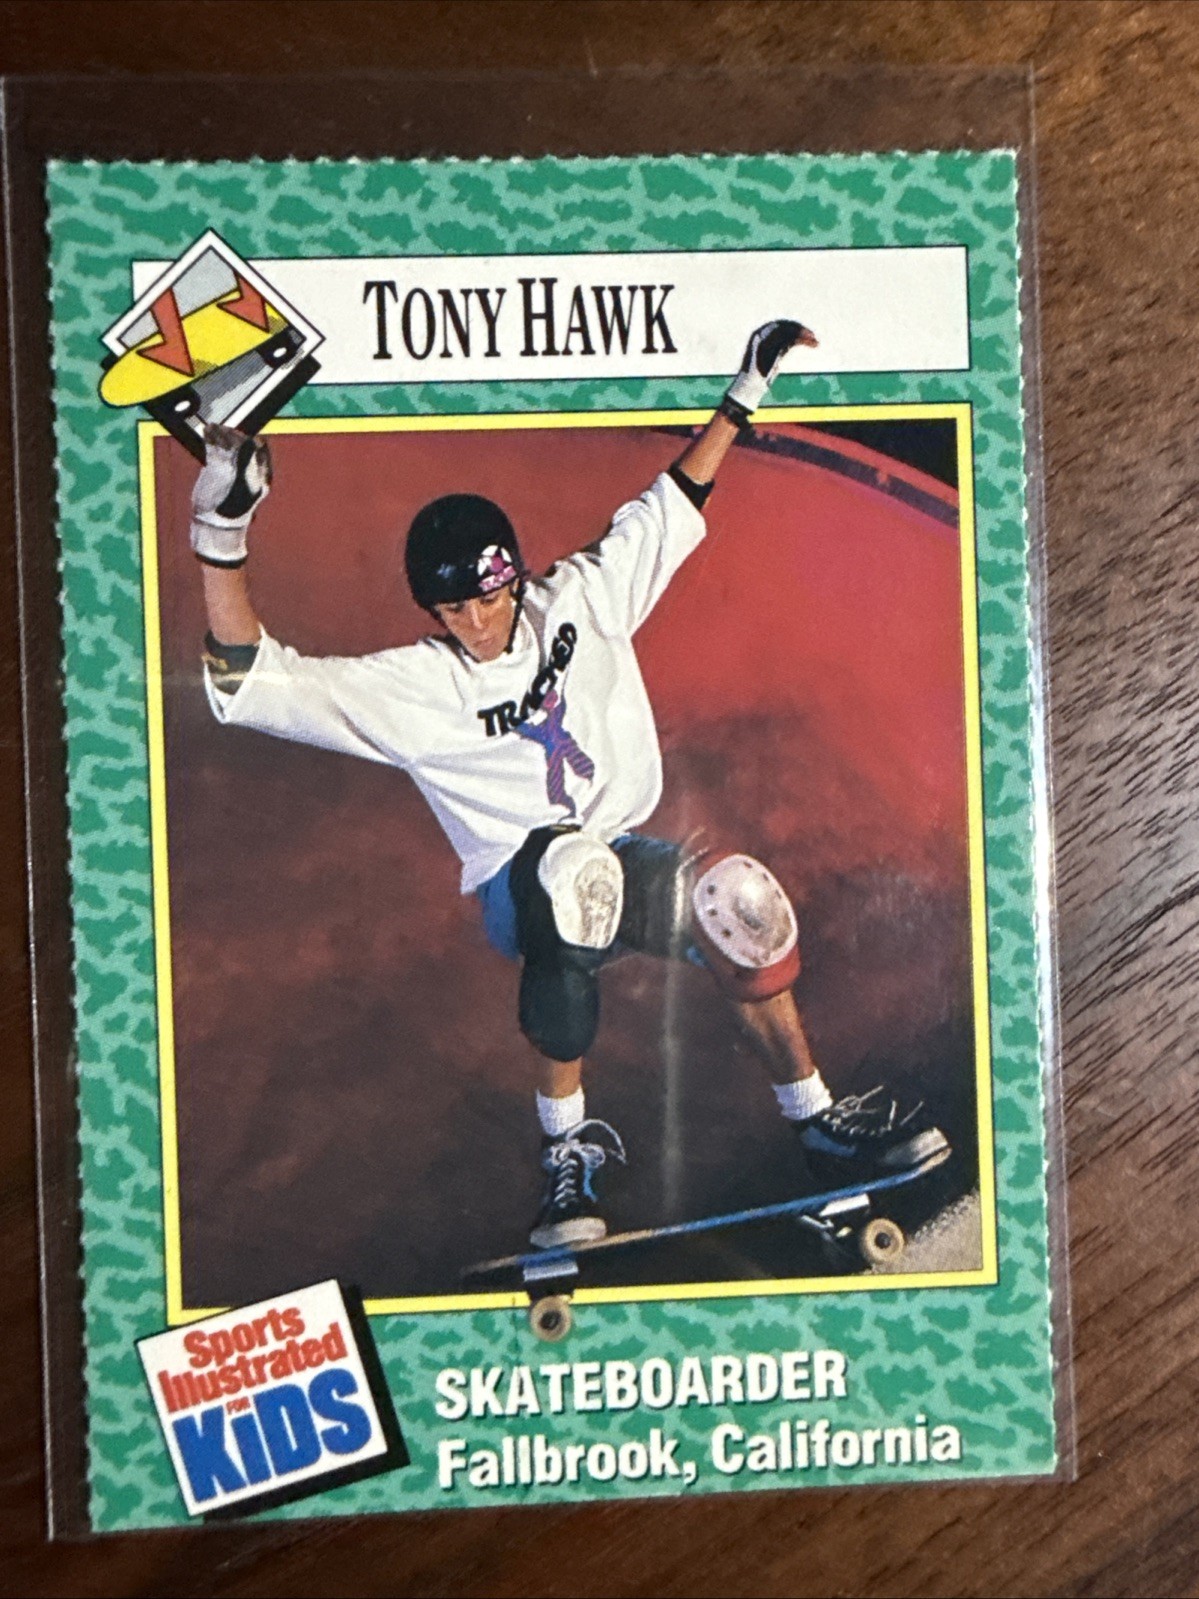 TONY HAWK
TRACKER
Sports
Illustrated
FOR
KiDS
SKATEBOARDER
Fallbrook, California